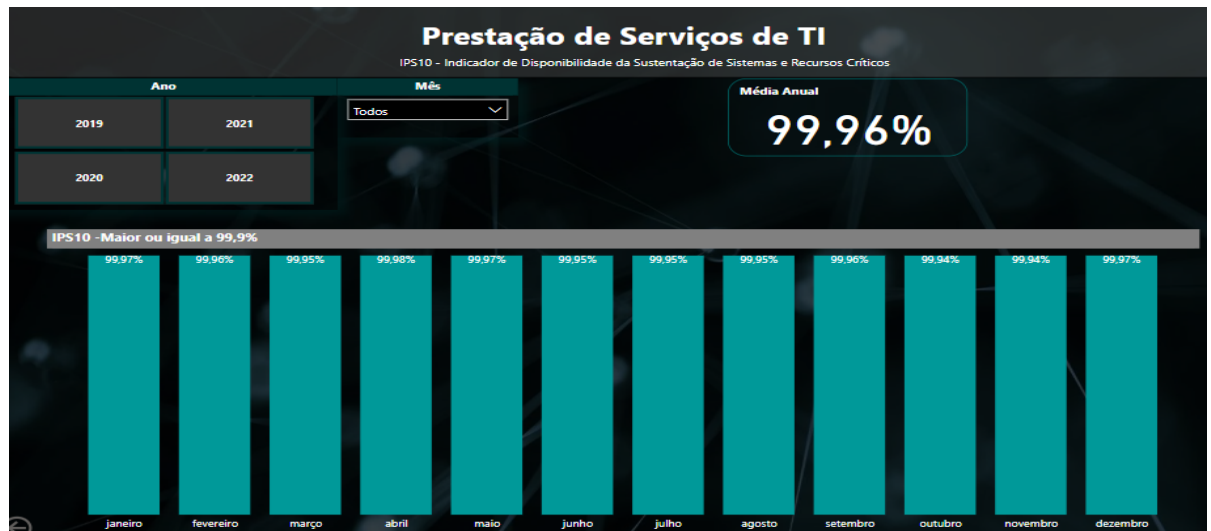 Prestação de Serviços de TI
IPS10 - Indicador de Disponibilidade da Sustentação de Sistemas e Recursos Críticos
Ano
Mês
2019
2021
2020
2022
Todos
Média Anual
99,96%
IPS10 -Maior ou igual a 99,9%
99,97% 99,96% 99,95% 99,98% 99,97% 99,95% 99,95% 99,95% 99,96% 99,94% 99,94% 99,97%
janeiro fevereiro março abril maio junho julho agosto setembro outubro novembro dezembro